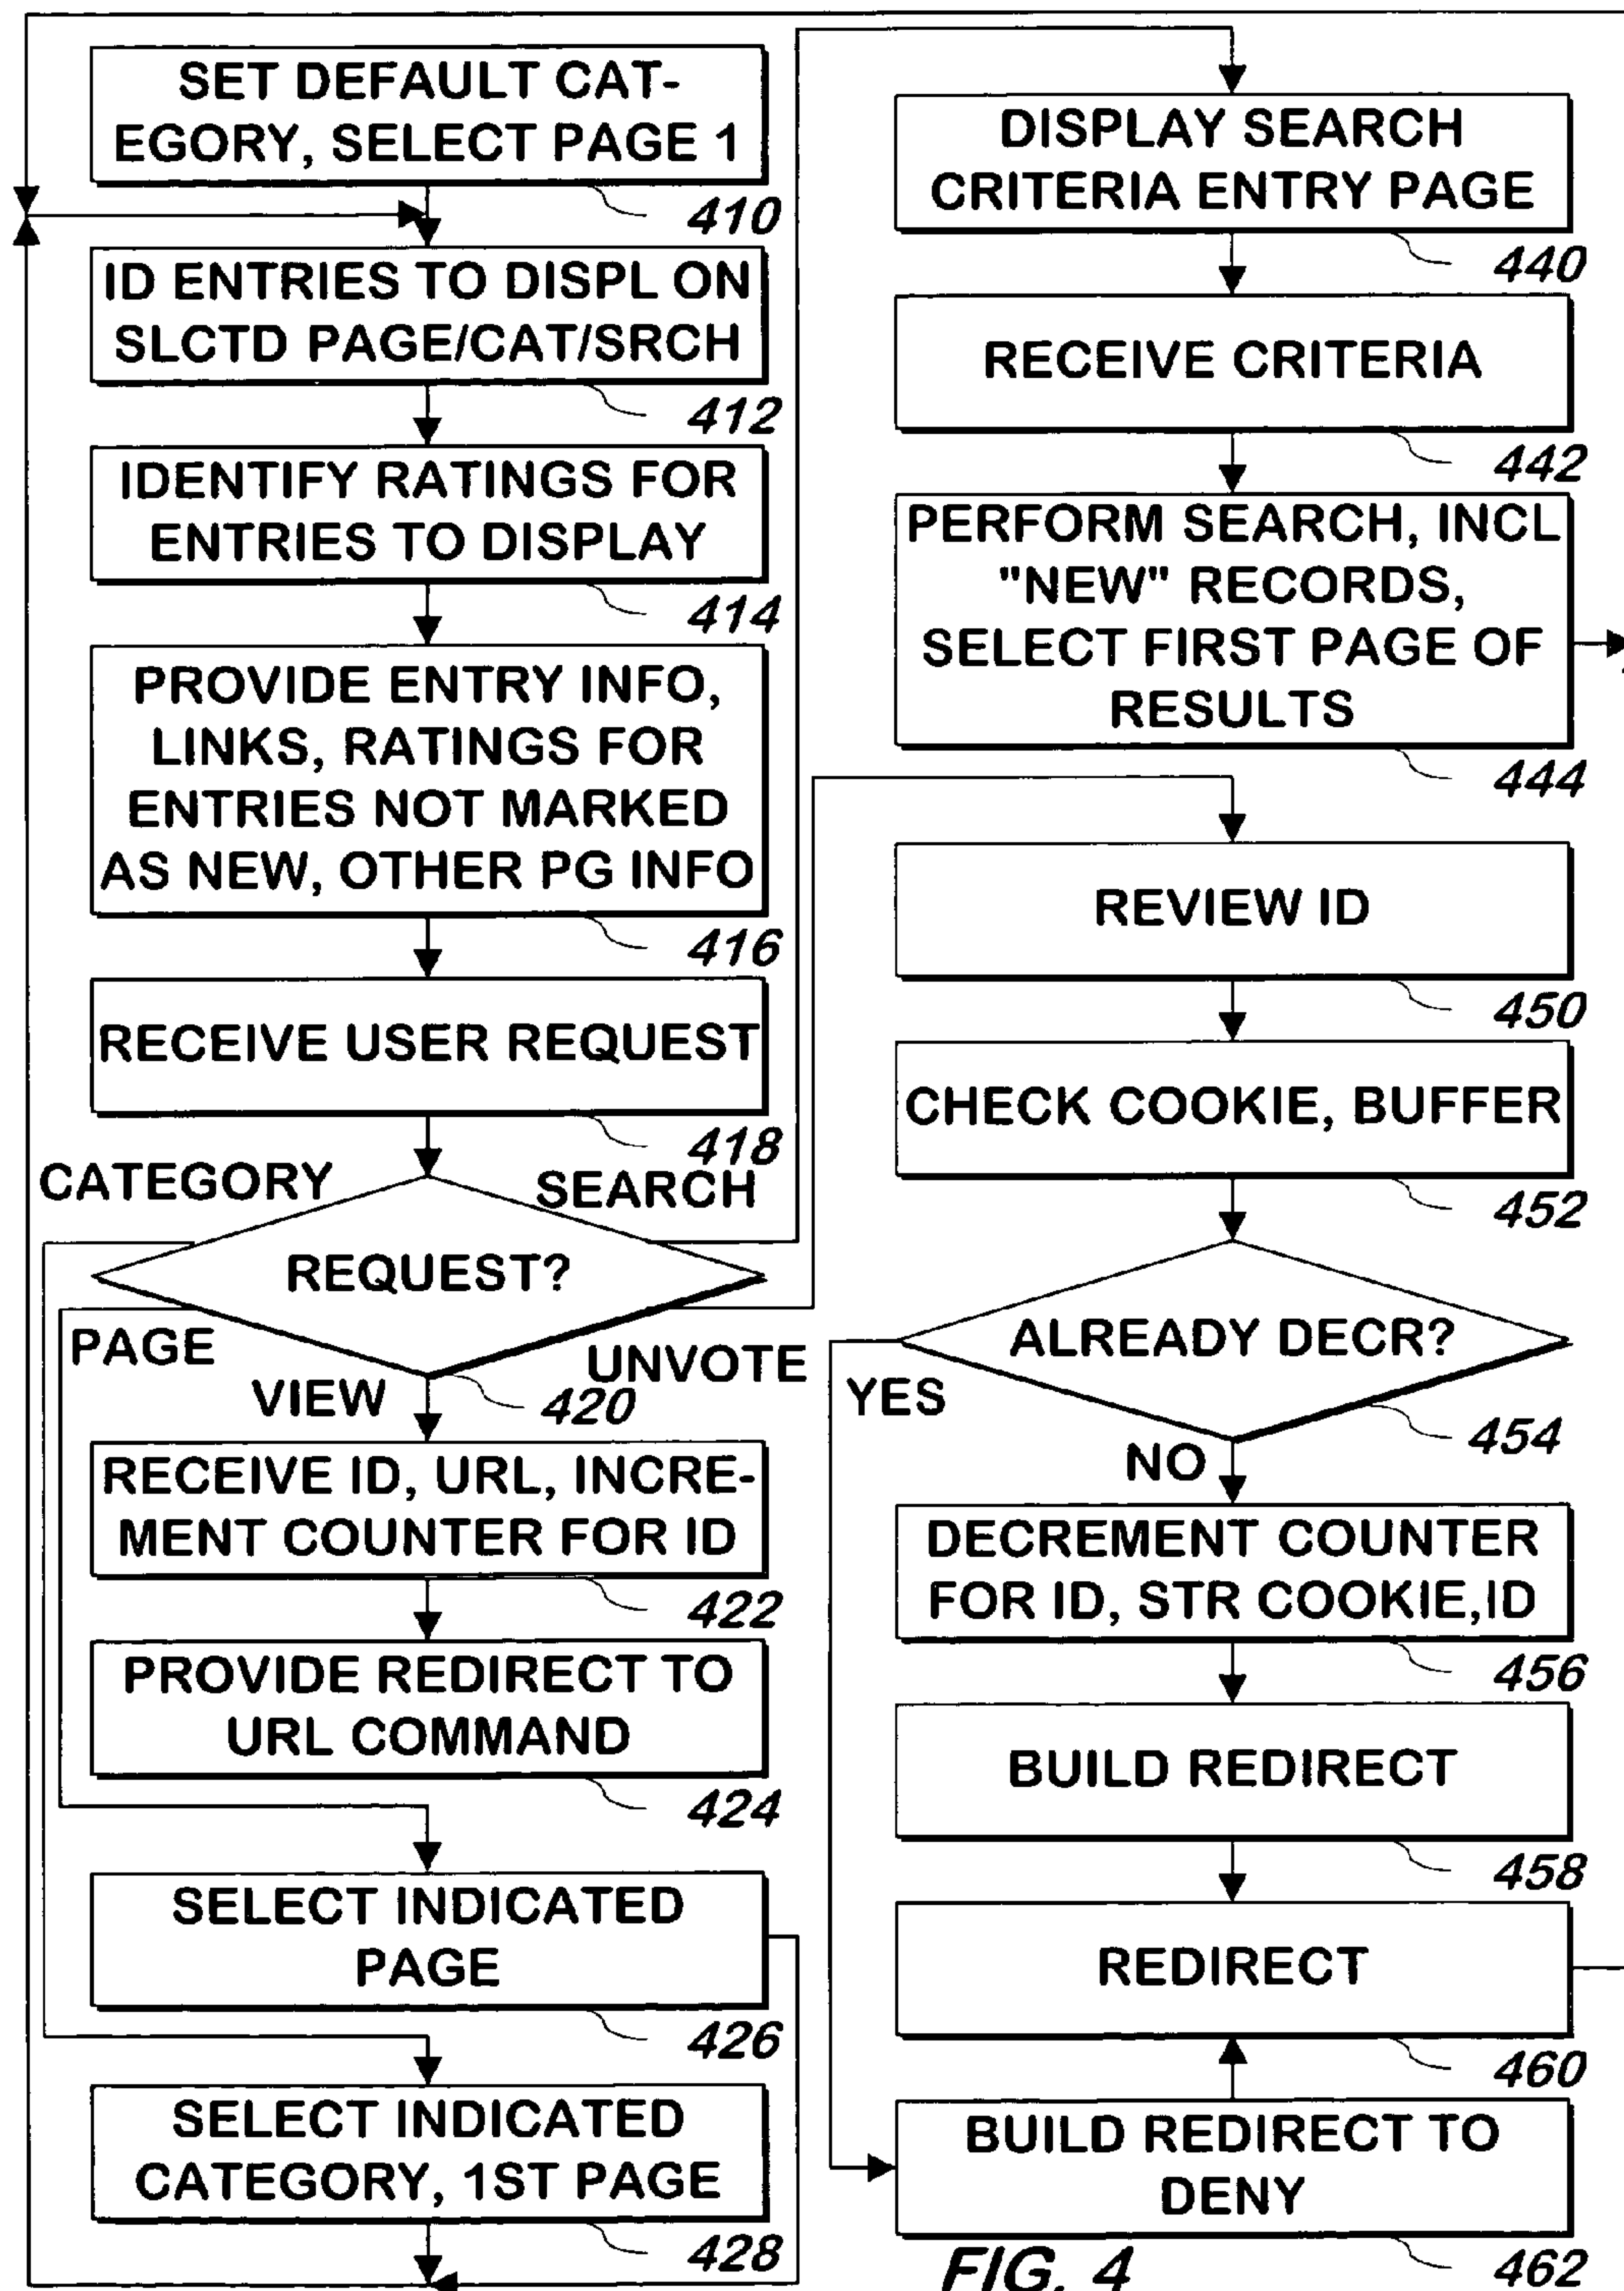 SET DEFAULT CAT-
EGORY, SELECT PAGE 1
410
ID ENTRIES TO DISPL ON
SLCTD PAGE/CAT/SRCH
412
IDENTIFY RATINGS FOR
ENTRIES TO DISPLAY
414
PROVIDE ENTRY INFO,
LINKS, RATINGS FOR
ENTRIES NOT MARKED
AS NEW, OTHER PG INFO
416
RECEIVE USER REQUEST
418
CATEGORY
SEARCH
REQUEST?
PAGE
UNVOTE
VIEW
420
RECEIVE ID, URL, INCRE-
MENT COUNTER FOR ID
422
PROVIDE REDIRECT TO
URL COMMAND
424
SELECT INDICATED
PAGE
426
SELECT INDICATED
CATEGORY, 1ST PAGE
428
DISPLAY SEARCH
CRITERIA ENTRY PAGE
440
RECEIVE CRITERIA
442
PERFORM SEARCH, INCL
"NEW" RECORDS,
SELECT FIRST PAGE OF
RESULTS
444
REVIEW ID
450
CHECK COOKIE, BUFFER
452
ALREADY DECR?
YES
454
NO
DECREMENT COUNTER
FOR ID, STR COOKIE,ID
456
BUILD REDIRECT
458
REDIRECT
460
BUILD REDIRECT TO
DENY
462
FIG. 4